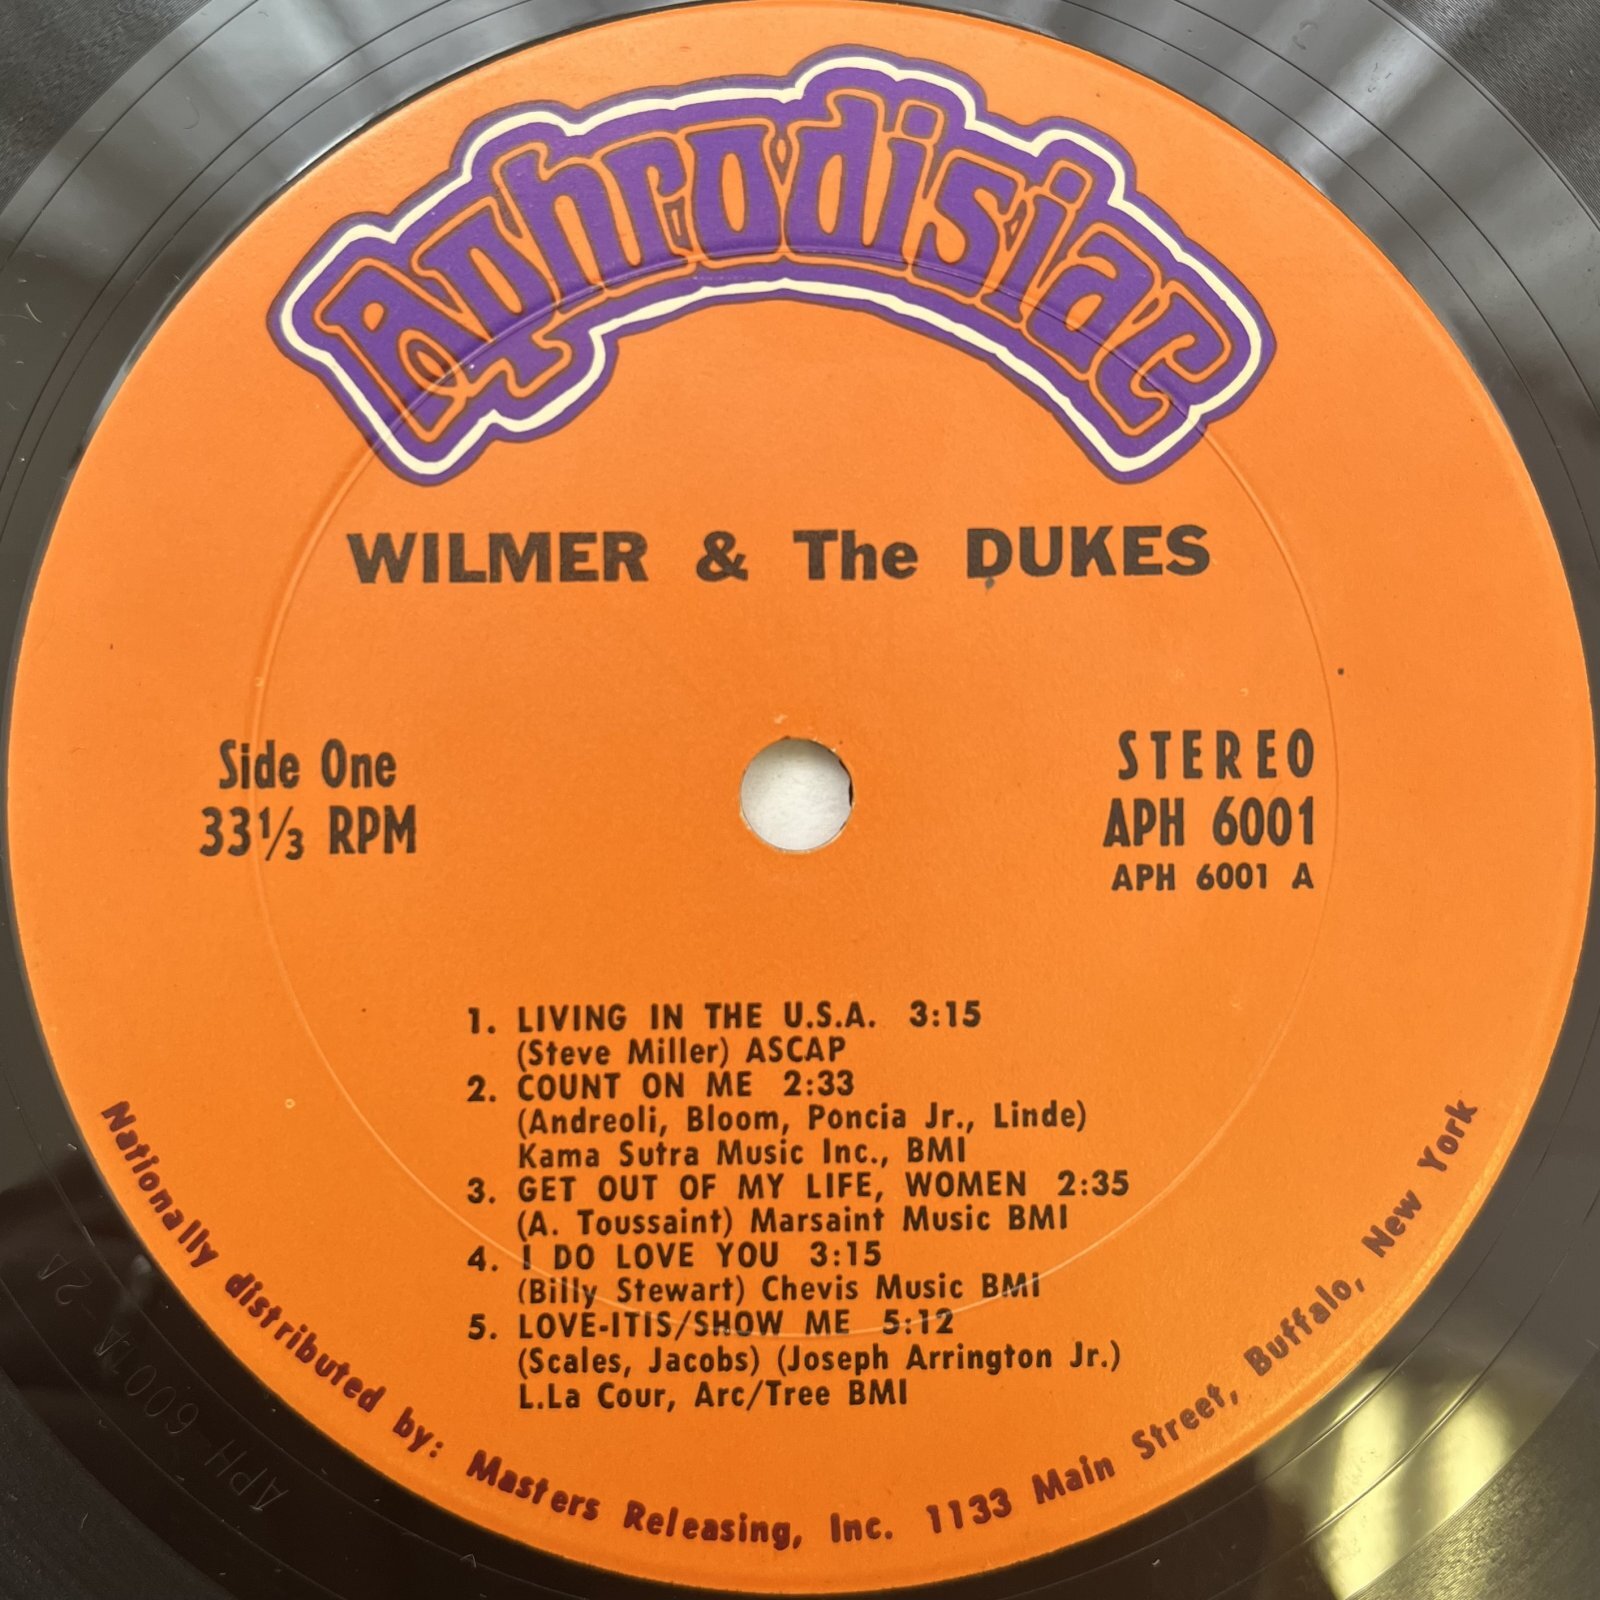 Aphrodisiac
WILMER & The DUKES
Side One
33⅓ RPM
STEREO
APH 6001
APH 6001 A
1. LIVING IN THE U.S.A. 3:15
(Steve Miller) ASCAP
2. COUNT ON ME 2:33
(Andreoli, Bloom, Poncia Jr., Linde)
Kama Sutra Music Inc., BMI
3. GET OUT OF MY LIFE, WOMEN 2:35
(A. Toussaint) Marsaint Music BMI
4. I DO LOVE YOU 3:15
(Billy Stewart) Chevis Music BMI
5. LOVE-ITIS/SHOW ME 5:12
(Scales, Jacobs) (Joseph Arrington Jr.)
L.La Cour, Arc/Tree BMI
Nationally distributed by: Masters Releasing, Inc. 1133 Main Street, Buffalo, New York
APH-6001A -2A